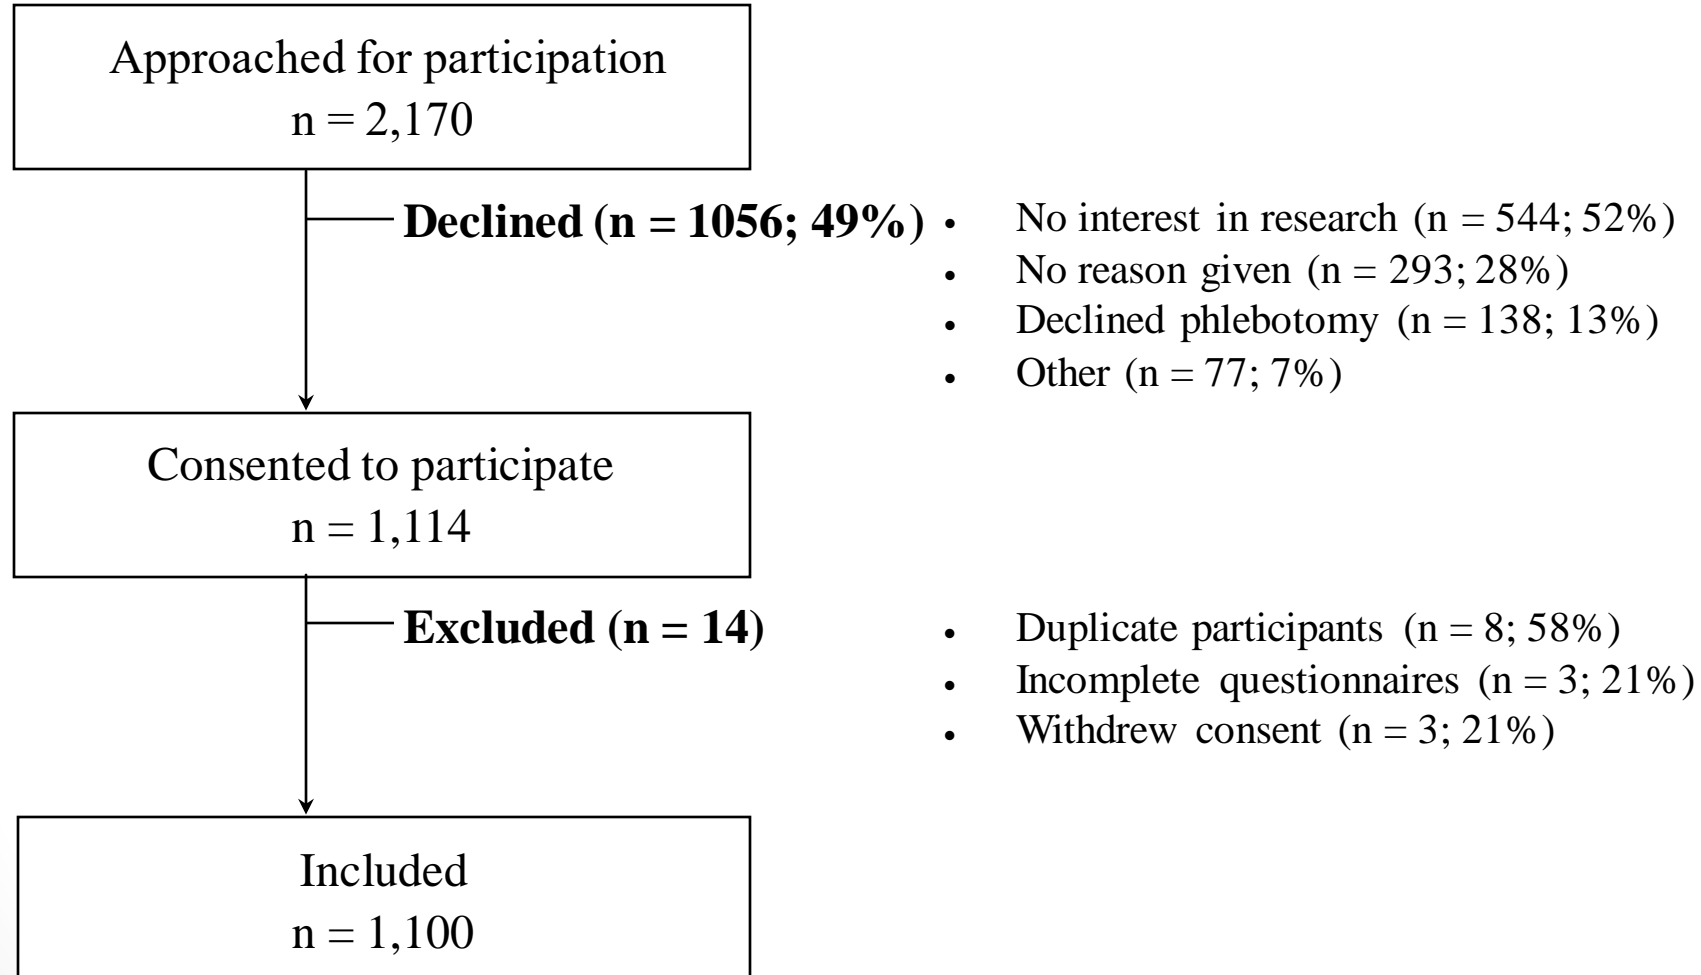 Approached for participation
n = 2,170
Declined (n = 1056; 49%)
• No interest in research (n = 544; 52%)
• No reason given (n = 293; 28%)
• Declined phlebotomy (n = 138; 13%)
• Other (n = 77; 7%)
Consented to participate
n = 1,114
Excluded (n = 14)
• Duplicate participants (n = 8; 58%)
• Incomplete questionnaires (n = 3; 21%)
• Withdrew consent (n = 3; 21%)
Included
n = 1,100